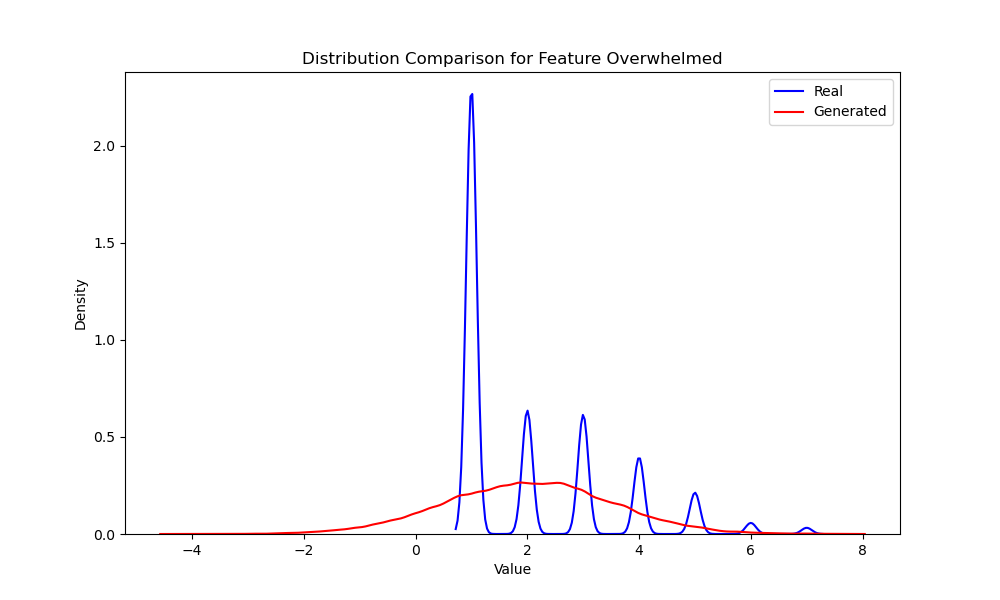 Distribution Comparison for Feature Overwhelmed
Real
Generated
Density
2.0
1.5
1.0
0.5
0.0
−4
−2
0
2
4
6
8
Value